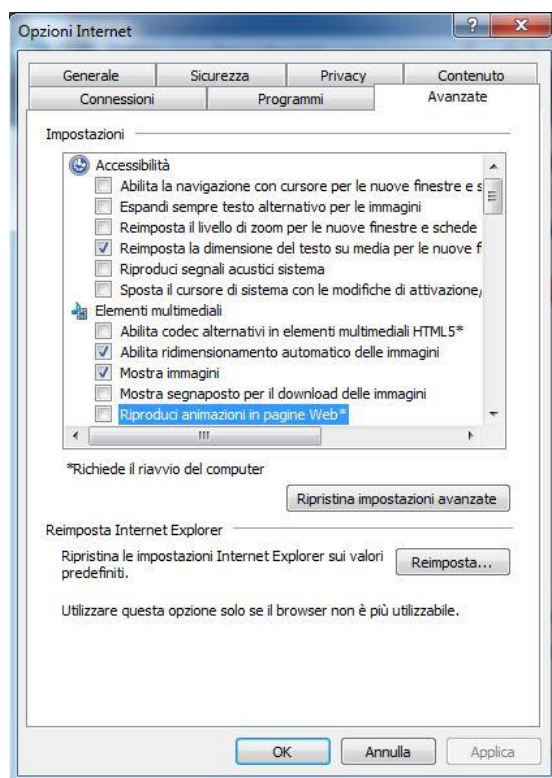 Opzioni Internet
Generale Sicurezza Privacy Contenuto
Connessioni Programmi Avanzate
Impostazioni
Accessibilità
Abilita la navigazione con cursore per le nuove finestre e s
Espandi sempre testo alternativo per le immagini
Reimposta il livello di zoom per le nuove finestre e schede
Reimposta la dimensione del testo su media per le nuove f
Riproduci segnali acustici sistema
Sposta il cursore di sistema con le modifiche di attivazione/
Elementi multimediali
Abilita codec alternativi in elementi multimediali HTML5*
Abilita ridimensionamento automatico delle immagini
Mostra immagini
Mostra segnaposto per il download delle immagini
Riproduci animazioni in pagine Web*
*Richiede il riavvio del computer
Ripristina impostazioni avanzate
Reimposta Internet Explorer
Ripristina le impostazioni Internet Explorer sui valori
predefiniti.
Reimposta...
Utilizzare questa opzione solo se il browser non è più utilizzabile.
OK Annulla Applica